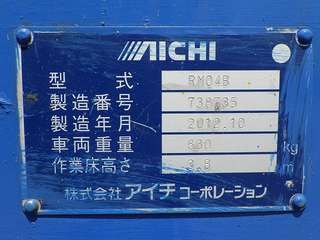 AICHI
型式 RM04B
製造番号
製造年月 2012.10
車両重量 kg
作業床高さ 3.8 m
株式会社 アイチ コーポレーション